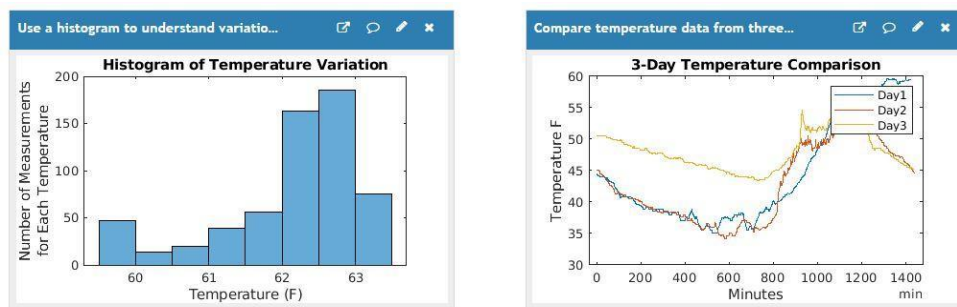 Use a histogram to understand variatio...
Histogram of Temperature Variation
Number of Measurements
for Each Temperature
200
150
100
50
0
60 61 62 63
Temperature (F)
Compare temperature data from three...
3-Day Temperature Comparison
Temperature F
60
55
50
45
40
35
30
Day1
Day2
Day3
0 200 400 600 800 1000 1200 1400
Minutes
min